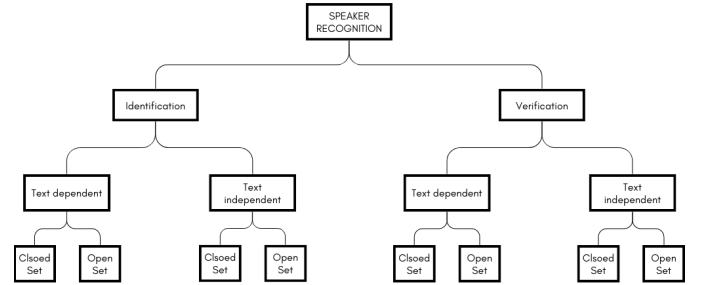 SPEAKER
RECOGNITION
Identification
Verification
Text dependent
Text
independent
Text dependent
Text
independent
Clsoed
Set
Open
Set
Clsoed
Set
Open
Set
Clsoed
Set
Open
Set
Clsoed
Set
Open
Set